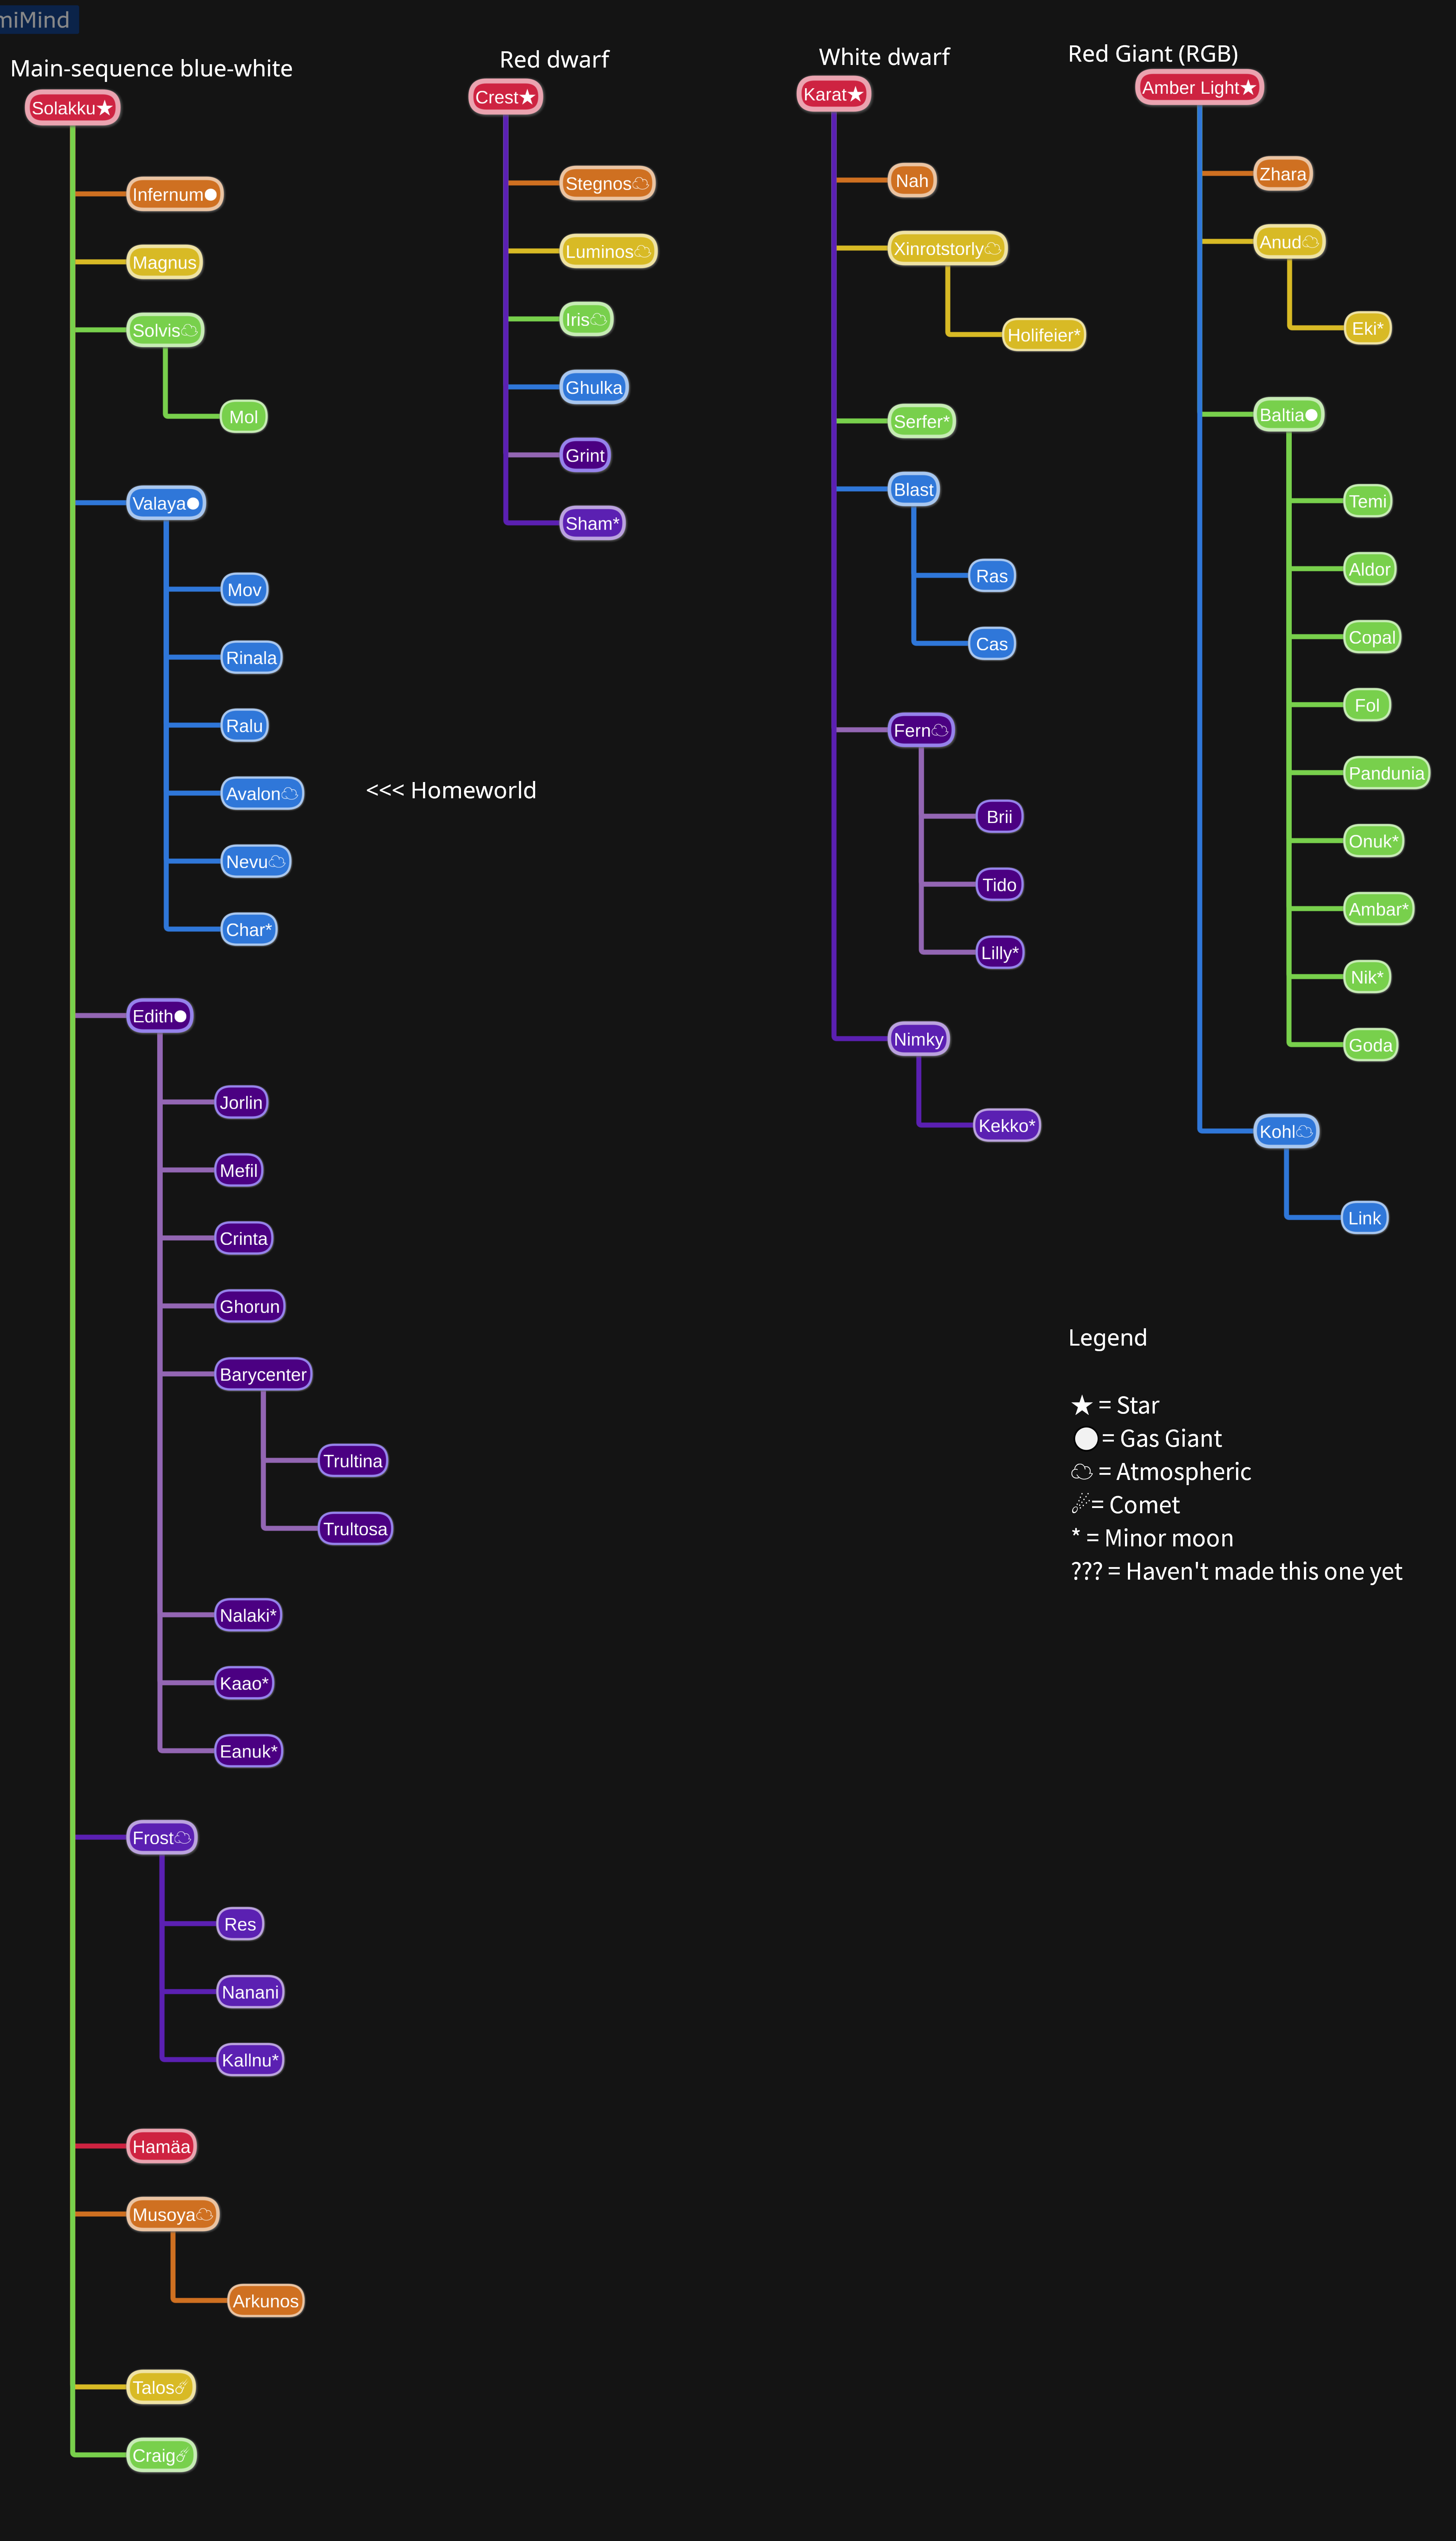 miMind
Main-sequence blue-white
Solakku★
Infernum●
Magnus
Solvis☁
Mol
Valaya●
Mov
Rinala
Ralu
Avalon☁
<<< Homeworld
Nevu☁
Char*
Edith●
Jorlin
Mefil
Crinta
Ghorun
Barycenter
Trultina
Trultosa
Nalaki*
Kaao*
Eanuk*
Frost☁
Res
Nanani
Kallnu*
Hamäa
Musoya☁
Arkunos
Talos☄
Craig☄
Red dwarf
Crest★
Stegnos☁
Luminos☁
Iris☁
Ghulka
Grint
Sham*
White dwarf
Karat★
Nah
Xinrotstorly☁
Holifeier*
Serfer*
Blast
Ras
Cas
Fern☁
Brii
Tido
Lilly*
Nimky
Kekko*
Red Giant (RGB)
Amber Light★
Zhara
Anud☁
Eki*
Baltia●
Temi
Aldor
Copal
Fol
Pandunia
Onuk*
Ambar*
Nik*
Goda
Kohl☁
Link
Legend
★ = Star
⚪= Gas Giant
☁ = Atmospheric
☄= Comet
* = Minor moon
??? = Haven't made this one yet